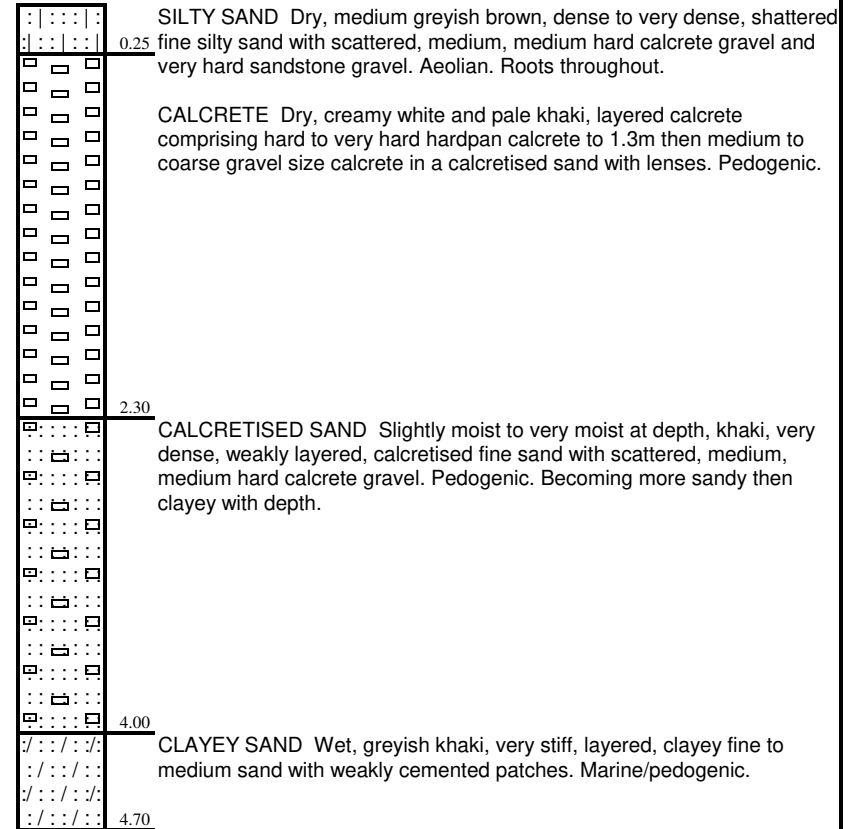 SILTY SAND Dry, medium greyish brown, dense to very dense, shattered
0.25 fine silty sand with scattered, medium, medium hard calcrete gravel and
very hard sandstone gravel. Aeolian. Roots throughout.
CALCRETE Dry, creamy white and pale khaki, layered calcrete
comprising hard to very hard hardpan calcrete to 1.3m then medium to
coarse gravel size calcrete in a calcretised sand with lenses. Pedogenic.
2.30
CALCRETISED SAND Slightly moist to very moist at depth, khaki, very
dense, weakly layered, calcretised fine sand with scattered, medium,
medium hard calcrete gravel. Pedogenic. Becoming more sandy then
clayey with depth.
4.00
CLAYEY SAND Wet, greyish khaki, very stiff, layered, clayey fine to
medium sand with weakly cemented patches. Marine/pedogenic.
4.70